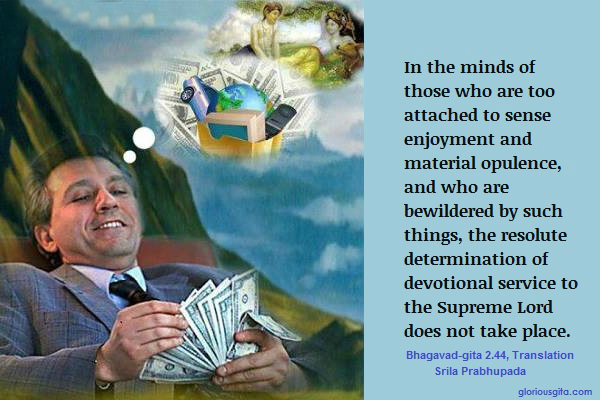 In the minds of
those who are too
attached to sense
enjoyment and
material opulence,
and who are
bewildered by such
things, the resolute
determination of
devotional service to
the Supreme Lord
does not take place.
Bhagavad-gita 2.44, Translation
Srila Prabhupada
gloriousgita.com